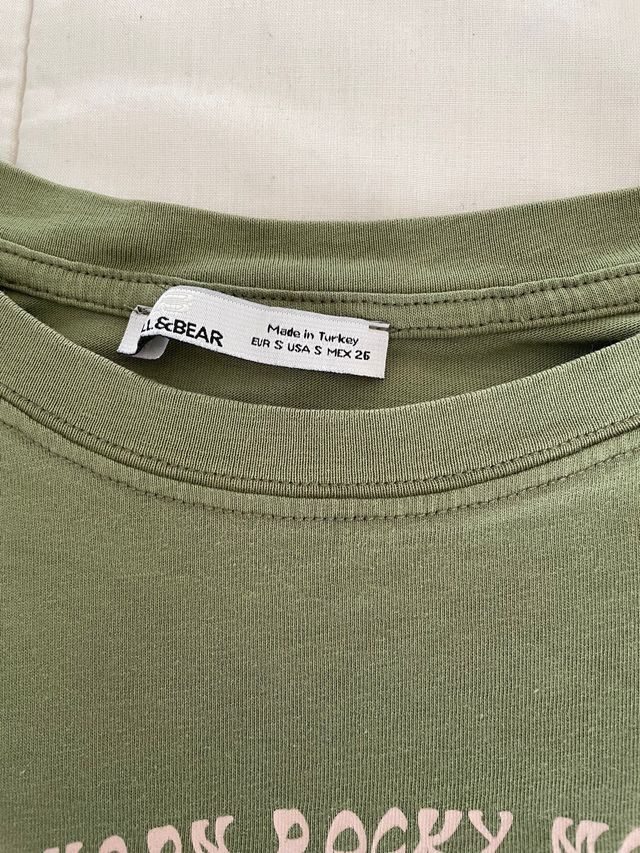 LL&BEAR
Made in Turkey
EUR S USA S MEX 26
ROCKY